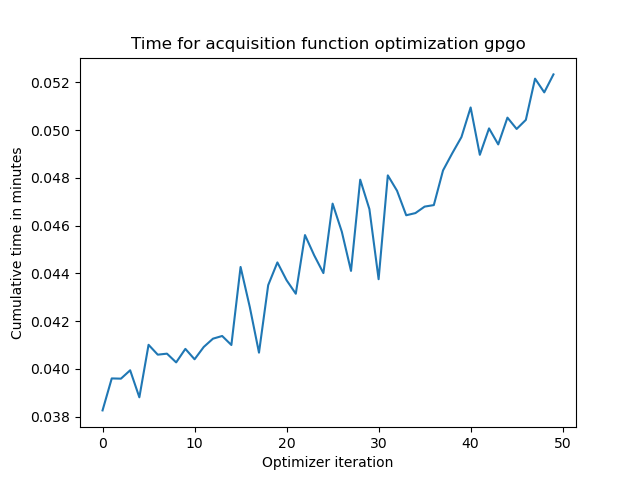 Time for acquisition function optimization gpgo
Cumulative time in minutes
0.052
0.050
0.048
0.046
0.044
0.042
0.040
0.038
0 10 20 30 40 50
Optimizer iteration